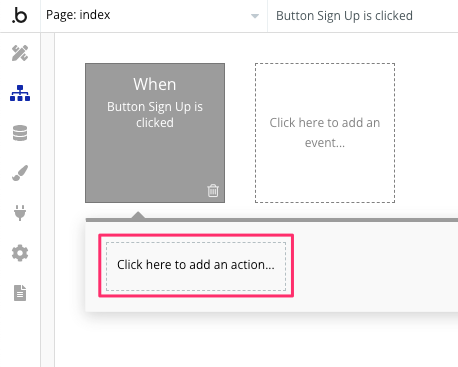 .b
Page: index
Button Sign Up is clicked
When
Button Sign Up is
clicked
Click here to add an
event...
Click here to add an action...